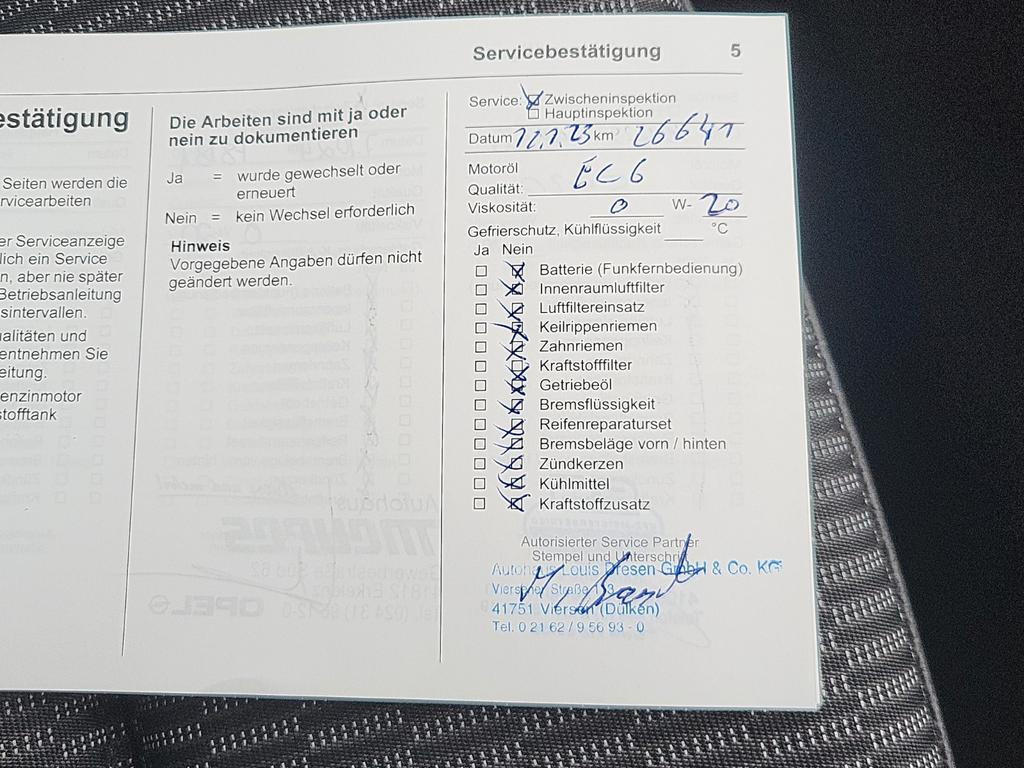 Servicebestätigung 5
estätigung
Seiten werden die
rvicearbeiten
er Serviceanzeige
lich ein Service
n, aber nie später
Betriebsanleitung
sintervallen.
ualitäten und
entnehmen Sie
eitung.
enzinmotor
stofftank
Die Arbeiten sind mit ja oder
nein zu dokumentieren
Ja = wurde gewechselt oder
erneuert
Nein = kein Wechsel erforderlich
Hinweis
Vorgegebene Angaben dürfen nicht
geändert werden.
Service: Zwischeninspektion
Hauptinspektion
Datum 12.1.23 km 26641
Motoröl
Qualität: EC6
Viskosität: 0 W- 20
Gefrierschutz, Kühlflüssigkeit °C
Ja Nein
Batterie (Funkfernbedienung)
Innenraumluftfilter
Luftfiltereinsatz
Keilrippenriemen
Zahnriemen
Kraftstofffilter
Getriebeöl
Bremsflüssigkeit
Reifenreparaturset
Bremsbeläge vorn / hinten
Zündkerzen
Kühlmittel
Kraftstoffzusatz
Autorisierter Service Partner
Stempel und Unterschrift
Autohaus Louis Dresen GmbH & Co. KG
Viersener Straße
41751 Viersen (Dülken)
Tel. 0 21 62 / 9 56 93 - 0